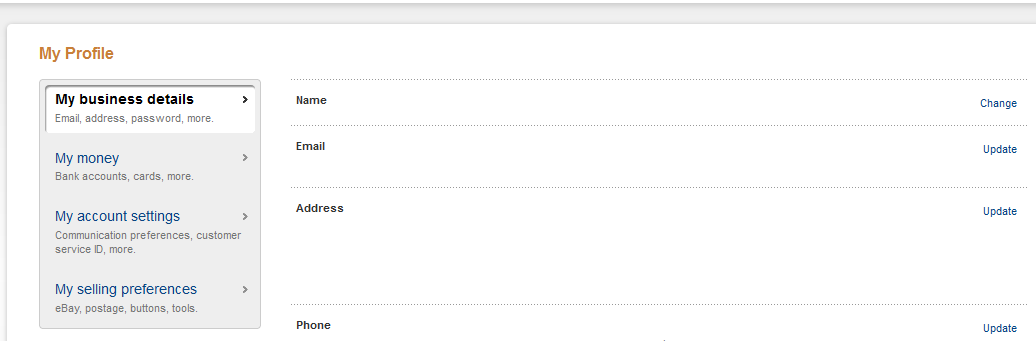 My Profile
My business details
Email, address, password, more.
My money
Bank accounts, cards, more.
My account settings
Communication preferences, customer
service ID, more.
My selling preferences
eBay, postage, buttons, tools.
Name
Change
Email
Update
Address
Update
Phone
Update